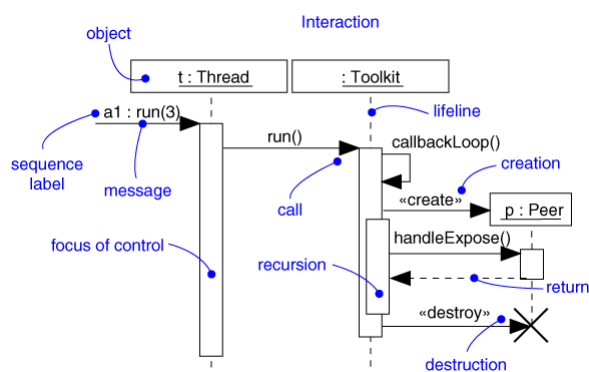 Interaction
object
t : Thread
: Toolkit
a1 : run(3)
lifeline
run()
callbackLoop()
sequence
label
message
call
creation
«create»
p : Peer
focus of control
handleExpose()
recursion
return
«destroy»
destruction